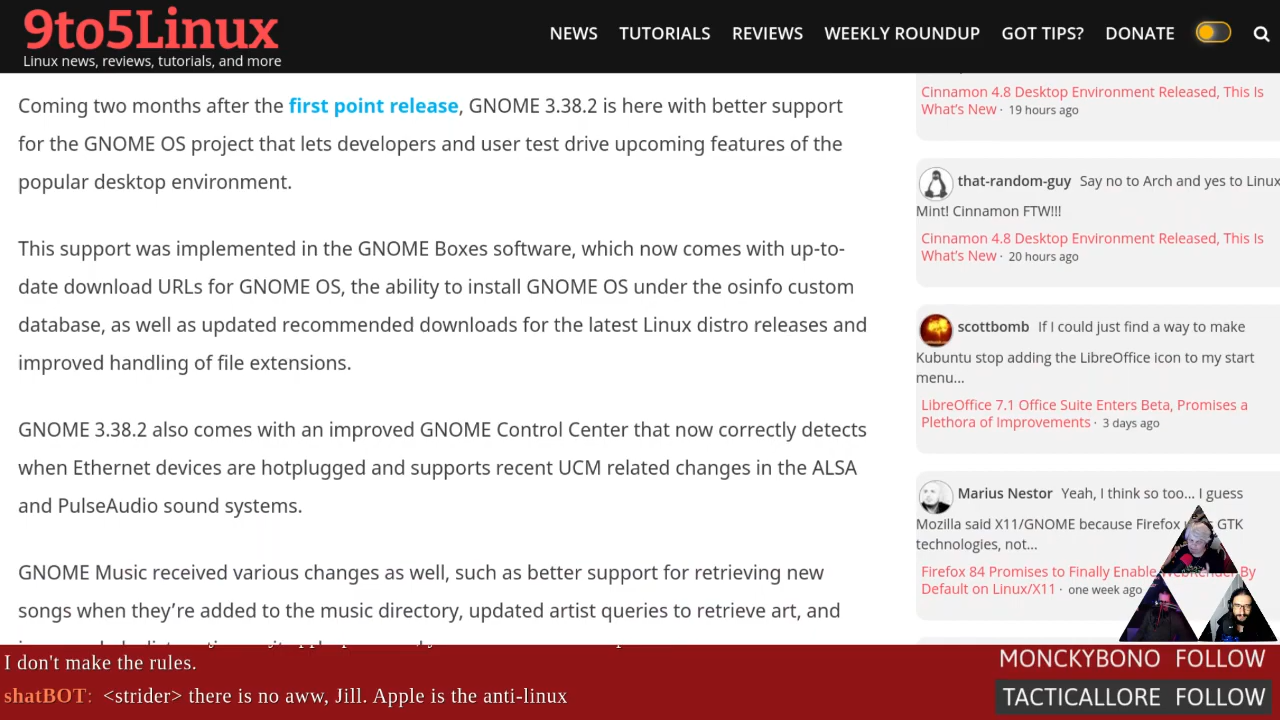 9to5Linux
Linux news, reviews, tutorials, and more
NEWS TUTORIALS REVIEWS WEEKLY ROUNDUP GOT TIPS? DONATE
Coming two months after the first point release, GNOME 3.38.2 is here with better support
for the GNOME OS project that lets developers and user test drive upcoming features of the
popular desktop environment.
This support was implemented in the GNOME Boxes software, which now comes with up-to-
date download URLs for GNOME OS, the ability to install GNOME OS under the osinfo custom
database, as well as updated recommended downloads for the latest Linux distro releases and
improved handling of file extensions.
GNOME 3.38.2 also comes with an improved GNOME Control Center that now correctly detects
when Ethernet devices are hotplugged and supports recent UCM related changes in the ALSA
and PulseAudio sound systems.
GNOME Music received various changes as well, such as better support for retrieving new
songs when they're added to the music directory, updated artist queries to retrieve art, and
Cinnamon 4.8 Desktop Environment Released, This Is
What's New · 19 hours ago
that-random-guy Say no to Arch and yes to Linux
Mint! Cinnamon FTW!!!
Cinnamon 4.8 Desktop Environment Released, This Is
What's New · 20 hours ago
scottbomb If I could just find a way to make
Kubuntu stop adding the LibreOffice icon to my start
menu...
LibreOffice 7.1 Office Suite Enters Beta, Promises a
Plethora of Improvements · 3 days ago
Marius Nestor Yeah, I think so too... I guess
Mozilla said X11/GNOME because Firefox GTK
technologies, not...
Firefox 84 Promises to Finally Enable WebRender By
Default on Linux/X11 · one week ago
I don't make the rules.
shatBOT: <strider> there is no aww, Jill. Apple is the anti-linux
MONCKYBONO FOLLOW
TACTICALLORE FOLLOW